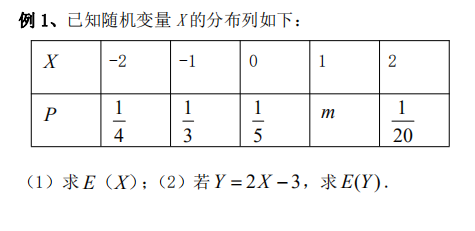 例 1、已知随机变量 X 的分布列如下：
X -2 -1 0 1 2
P 1/4 1/3 1/5 m 1/20
（1）求 E（X）；（2）若 Y = 2X − 3，求 E(Y)．